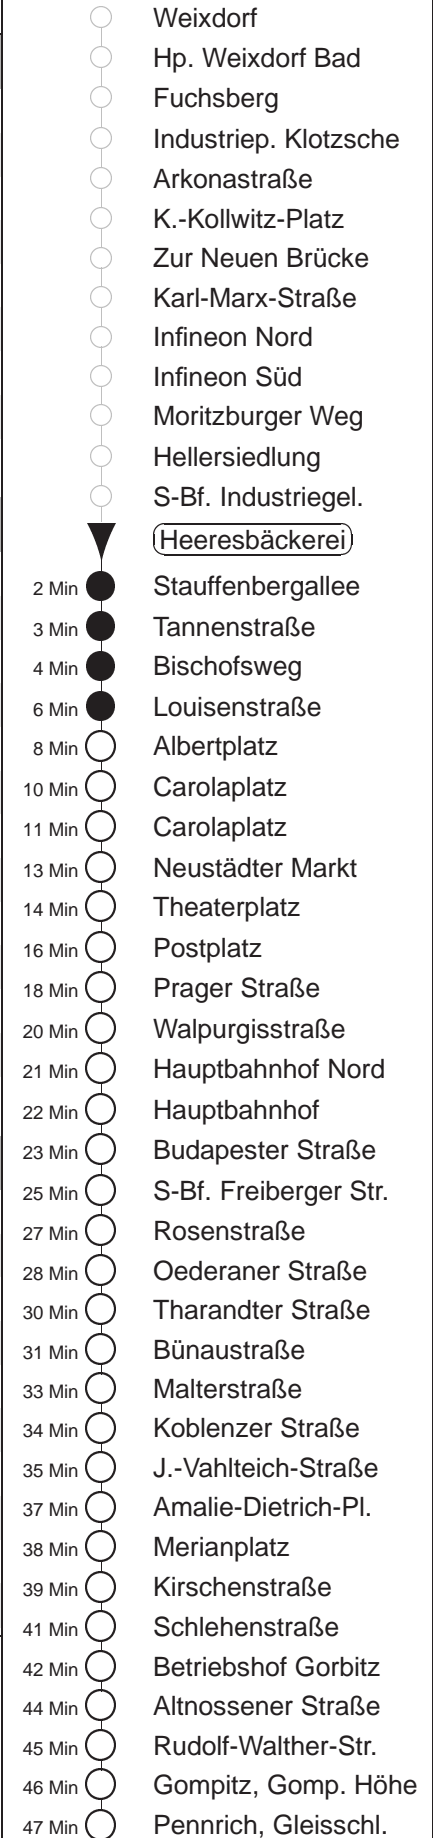 Weixdorf
Hp. Weixdorf Bad
Fuchsberg
Industriep. Klotzsche
Arkonastraße
K.-Kollwitz-Platz
Zur Neuen Brücke
Karl-Marx-Straße
Infineon Nord
Infineon Süd
Moritzburger Weg
Hellersiedlung
S-Bf. Industriegel.
Heeresbäckerei
2 Min Stauffenbergallee
3 Min Tannenstraße
4 Min Bischofsweg
6 Min Louisenstraße
8 Min Albertplatz
10 Min Carolaplatz
11 Min Carolaplatz
13 Min Neustädter Markt
14 Min Theaterplatz
16 Min Postplatz
18 Min Prager Straße
20 Min Walpurgisstraße
21 Min Hauptbahnhof Nord
22 Min Hauptbahnhof
23 Min Budapester Straße
25 Min S-Bf. Freiberger Str.
27 Min Rosenstraße
28 Min Oederaner Straße
30 Min Tharandter Straße
31 Min Bünaustraße
33 Min Malterstraße
34 Min Koblenzer Straße
35 Min J.-Vahlteich-Straße
37 Min Amalie-Dietrich-Pl.
38 Min Merianplatz
39 Min Kirschenstraße
41 Min Schlehenstraße
42 Min Betriebshof Gorbitz
44 Min Altnossener Straße
45 Min Rudolf-Walther-Str.
46 Min Gompitz, Gomp. Höhe
47 Min Pennrich, Gleisschl.